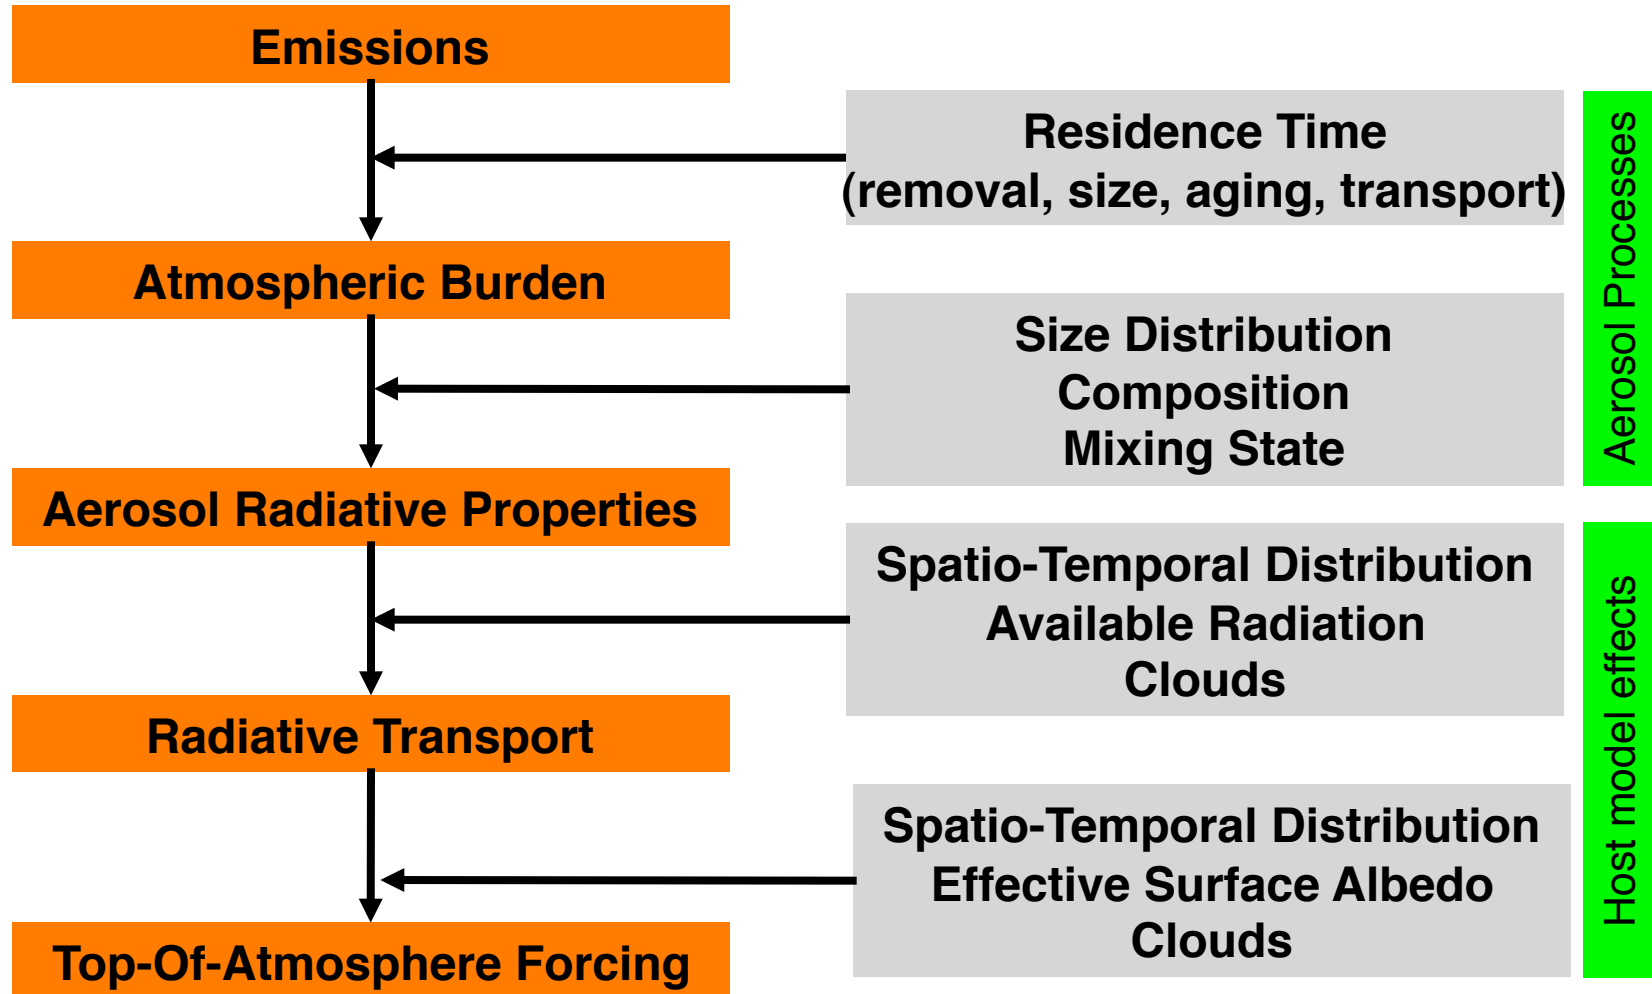 Emissions
Residence Time
(removal, size, aging, transport)
Aerosol Processes
Atmospheric Burden
Size Distribution
Composition
Mixing State
Aerosol Radiative Properties
Spatio-Temporal Distribution
Available Radiation
Clouds
Host model effects
Radiative Transport
Spatio-Temporal Distribution
Effective Surface Albedo
Clouds
Top-Of-Atmosphere Forcing